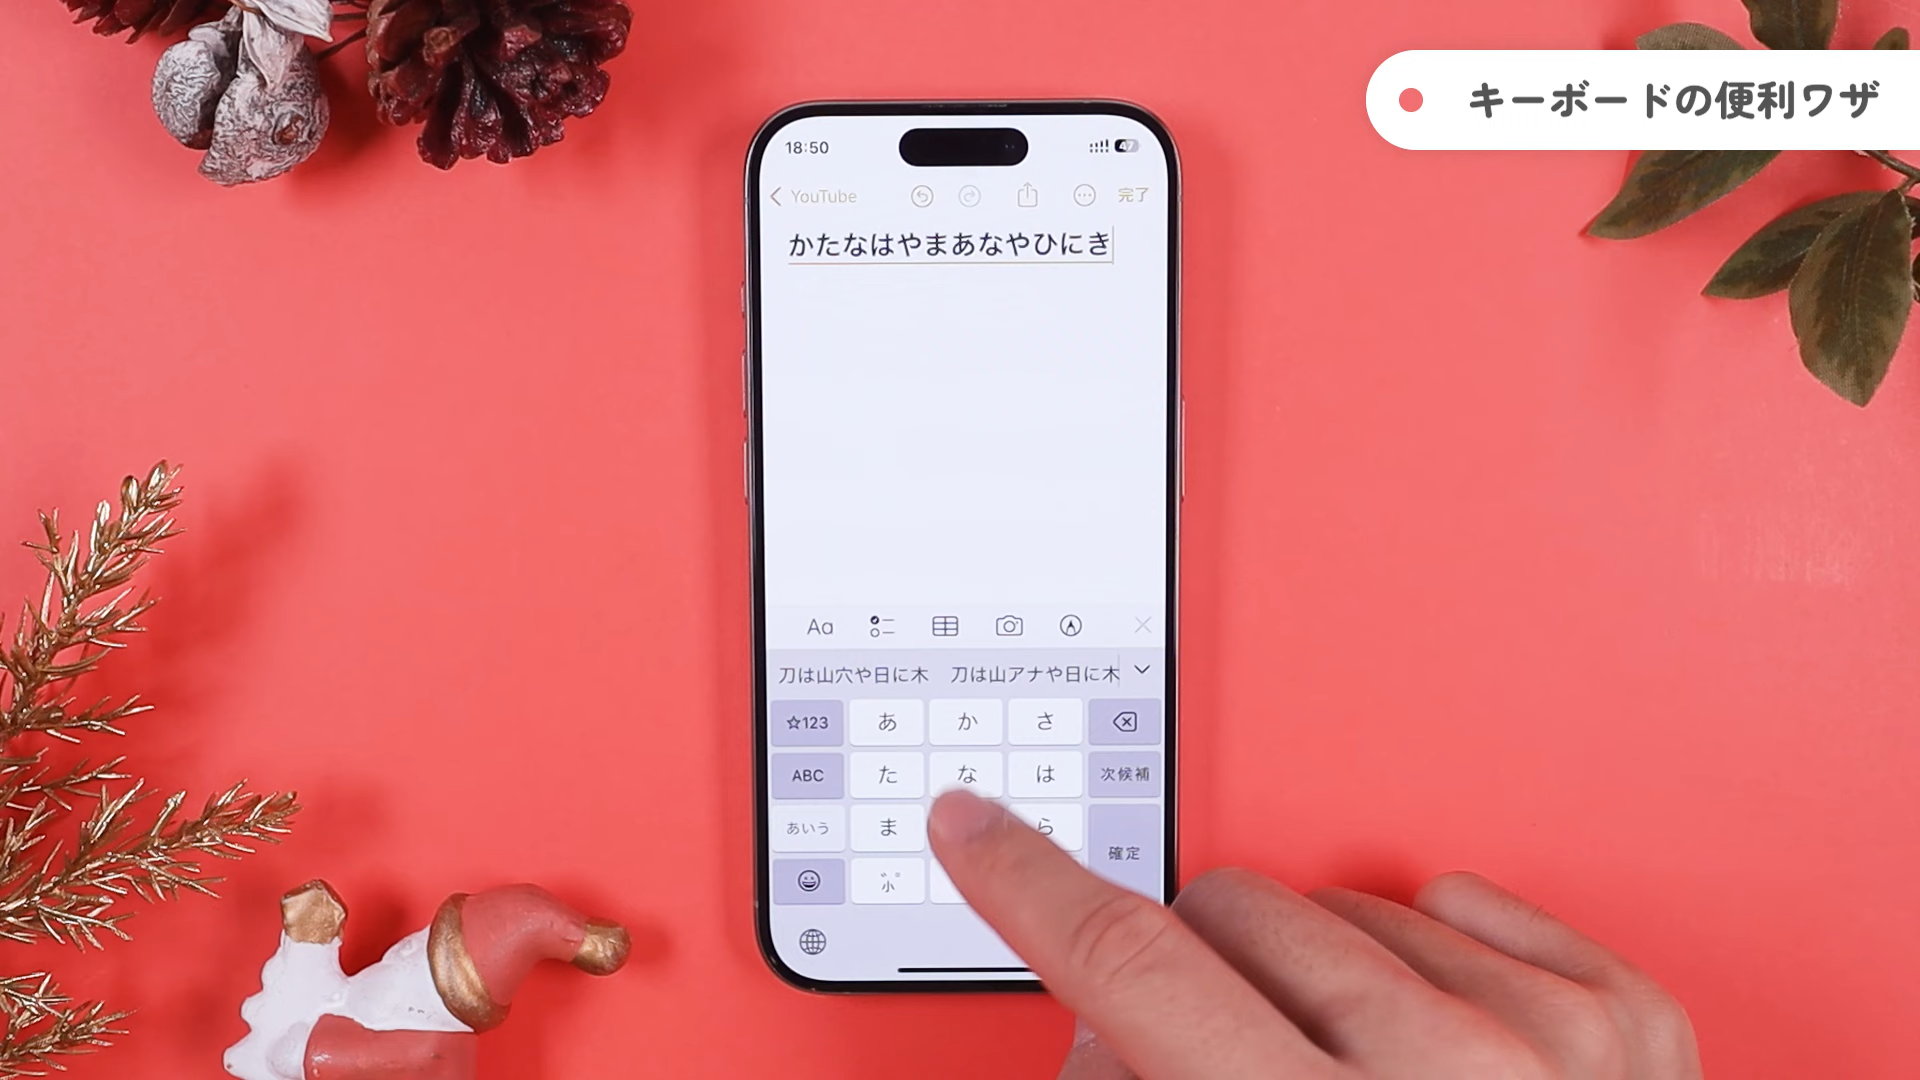 キーボードの便利ワザ
18:50
47
YouTube
完了
かたなはやまあなやひにき
Aa
刀は山穴や日に木
刀は山アナや日に木
☆123
あ
か
さ
ABC
た
な
は
次候補
あいう
ま
ら
確定
小